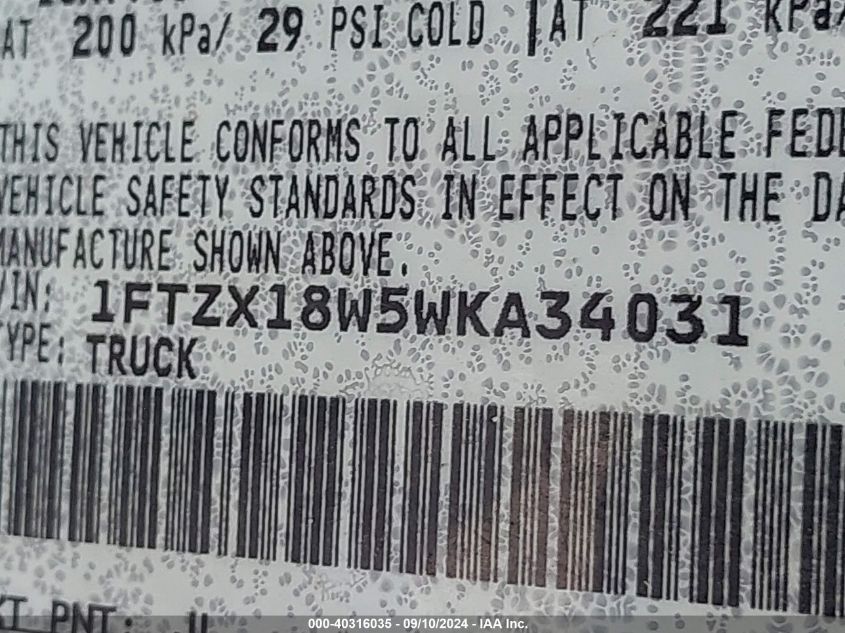 AT 200 kPa/ 29 PSI COLD AT 221 kPa/
THIS VEHICLE CONFORMS TO ALL APPLICABLE FEDE
VEHICLE SAFETY STANDARDS IN EFFECT ON THE DA
MANUFACTURE SHOWN ABOVE.
VIN: 1FTZX18W5WKA34031
TYPE: TRUCK
PNT:
000-40316035 - 09/10/2024 - IAA Inc.